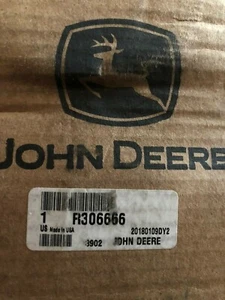 JOHN DEERE
1 R306666
US Made in USA 20180109DY2
3902 JOHN DEERE